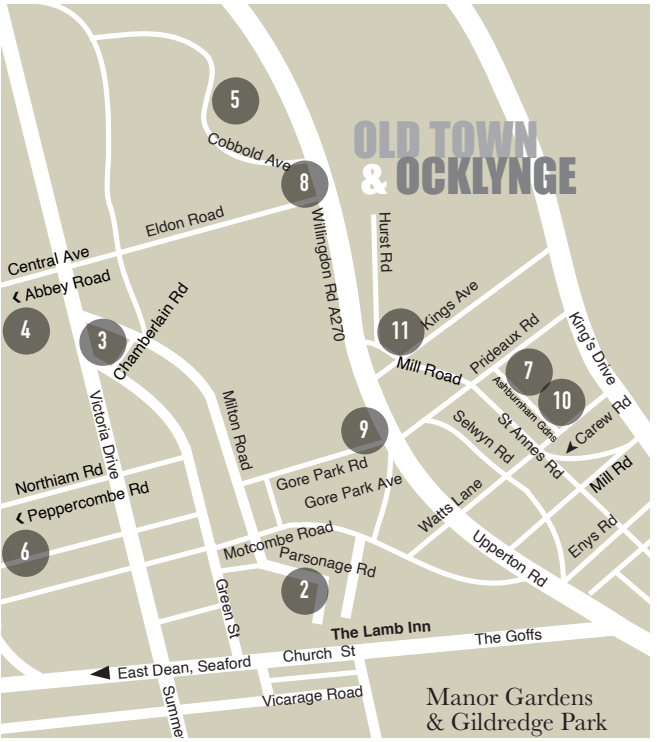 5
OLD TOWN
& OCKLYNGE
Cobbold Ave
8
Eldon Road
Hurst Rd
Willingdon Rd A270
Central Ave
‹ Abbey Road
4
3
Chamberlain Rd
11
Kings Ave
King's Drive
Prideaux Rd
Mill Road
7
10
Ashburnham Gdns
Carew Rd
Victoria Drive
Milton Road
9
Selwyn Rd
St Annes Rd
Northiam Rd
Gore Park Rd
Gore Park Ave
Mill Rd
‹ Peppercombe Rd
Watts Lane
6
Motcombe Road
Upperton Rd
Enys Rd
Parsonage Rd
2
Green St
The Lamb Inn
The Goffs
Church St
East Dean, Seaford
Vicarage Road
Summe
Manor Gardens
& Gildredge Park